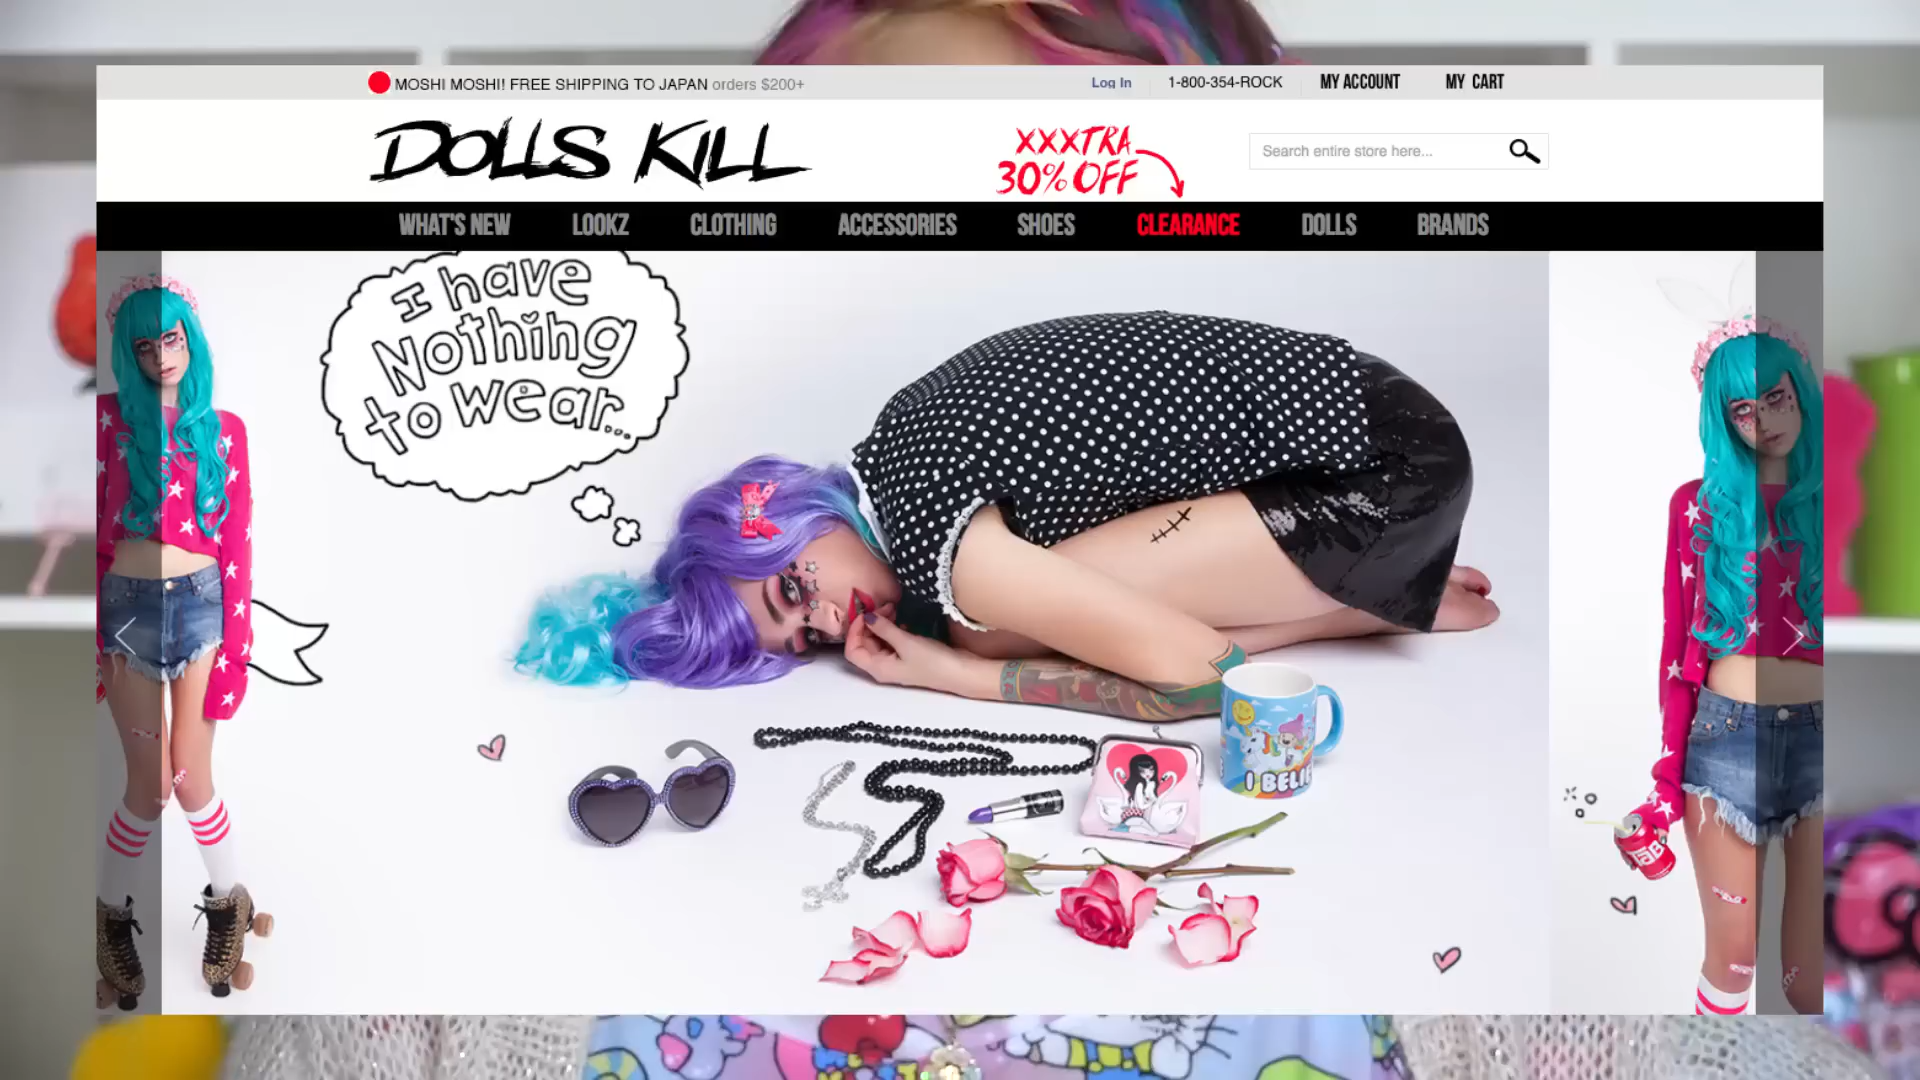 MOSHI MOSHI! FREE SHIPPING TO JAPAN orders $200+
Log In
1-800-354-ROCK
MY ACCOUNT
MY CART
DOLLS KILL
XXXTRA
30% OFF
Search entire store here...
WHAT'S NEW
LOOKZ
CLOTHING
ACCESSORIES
SHOES
CLEARANCE
DOLLS
BRANDS
I have
Nothing
to wear...
I BELIE
TaB